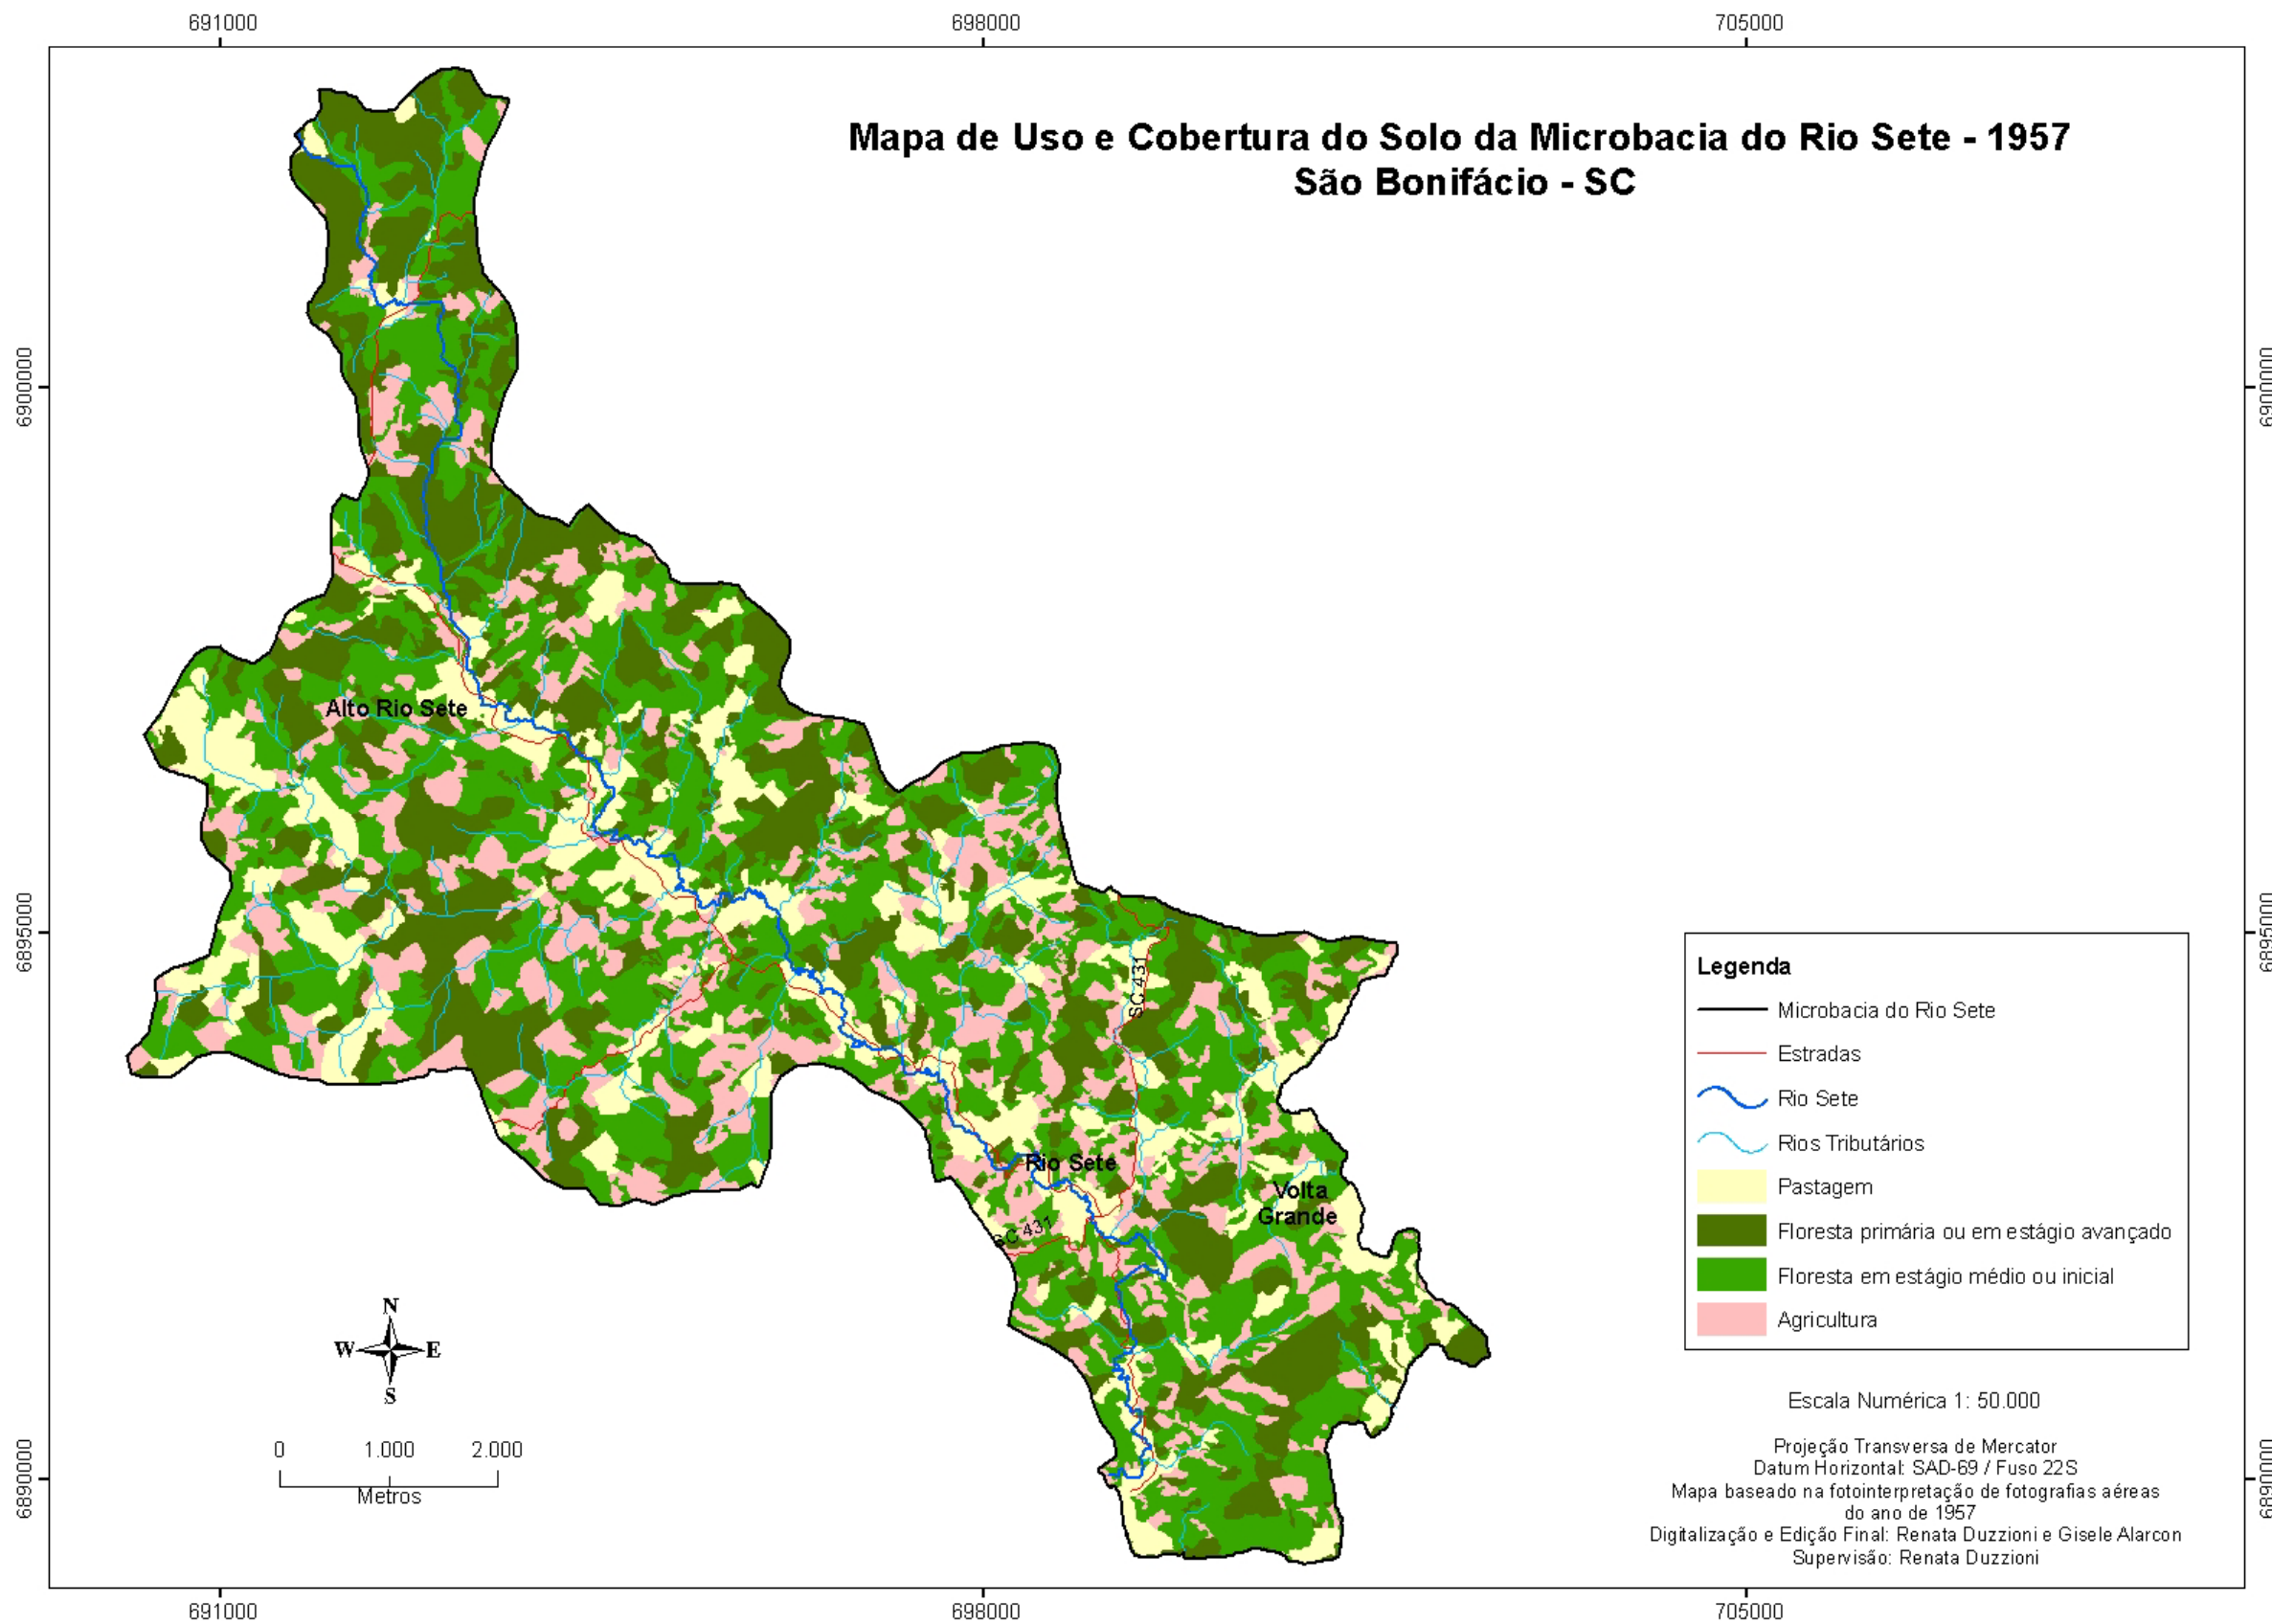 691000
698000
705000
Mapa de Uso e Cobertura do Solo da Microbacia do Rio Sete - 1957
São Bonifácio - SC
6900000
6900000
Alto Rio Sete
6895000
6895000
SC 431
Legenda
Microbacia do Rio Sete
Estradas
Rio Sete
Rios Tributários
Pastagem
Floresta primária ou em estágio avançado
Floresta em estágio médio ou inicial
Agricultura
Rio Sete
Volta
Grande
SC 431
N
W E
S
0 1.000 2.000
Metros
Escala Numérica 1: 50.000
Projeção Transversa de Mercator
Datum Horizontal: SAD-69 / Fuso 22S
Mapa baseado na fotointerpretação de fotografias aéreas
do ano de 1957
Digitalização e Edição Final: Renata Duzzioni e Gisele Alarcon
Supervisão: Renata Duzzioni
6890000
6890000
691000
698000
705000